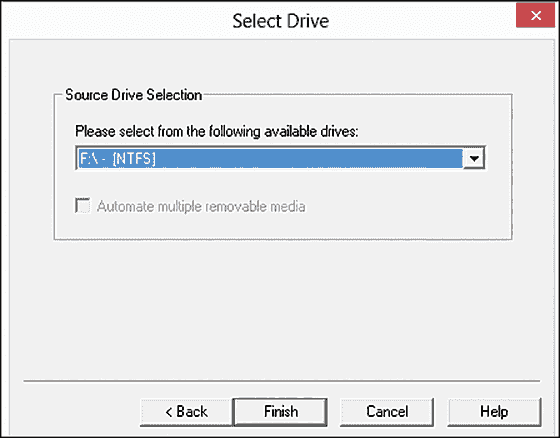 Select Drive
Source Drive Selection
Please select from the following available drives:
F:\ - [NTFS]
Automate multiple removable media
< Back
Finish
Cancel
Help